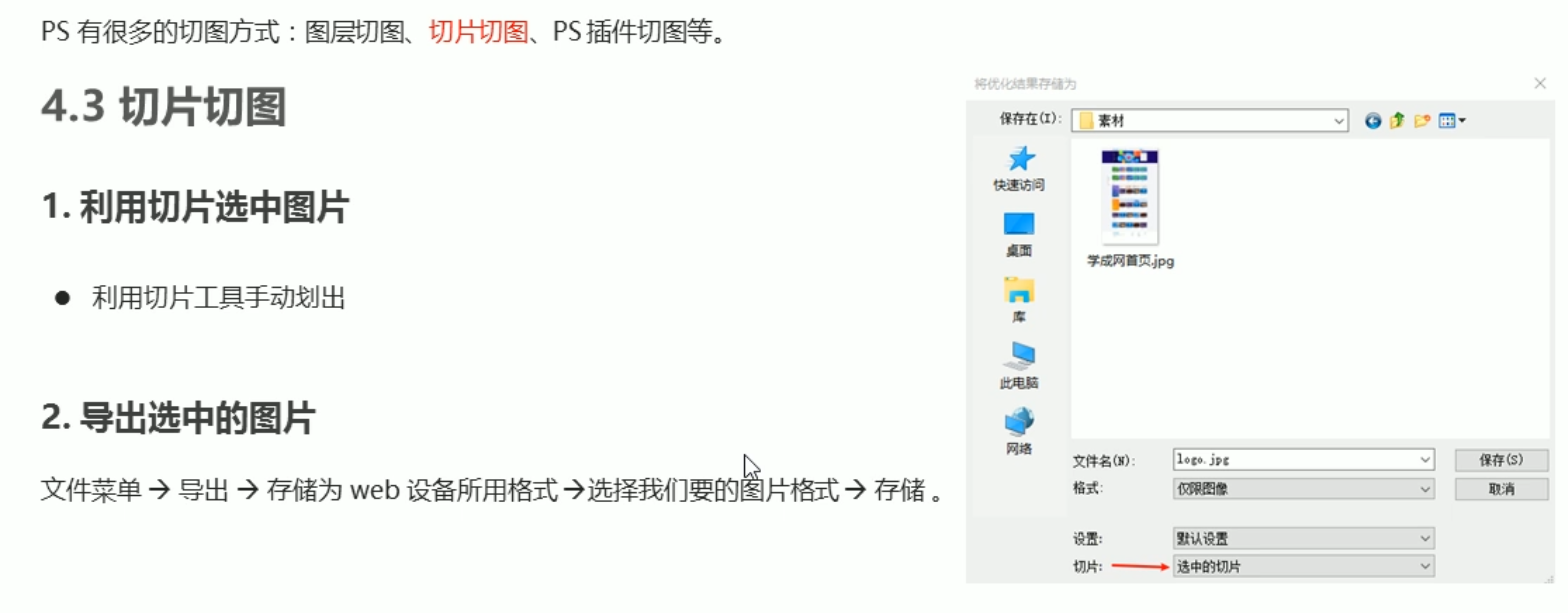 PS 有很多的切图方式：图层切图、切片切图、PS 插件切图等。
4.3 切片切图
1. 利用切片选中图片
● 利用切片工具手动划出
2. 导出选中的图片
文件菜单 → 导出 → 存储为 web 设备所用格式 →选择我们要的图片格式→ 存储 。
将优化结果存储为
保存在(I):
素材
快速访问
桌面
库
此电脑
网络
学成网首页.jpg
文件名(N):
logo.jpg
保存(S)
格式:
仅限图像
取消
设置:
默认设置
切片:
选中的切片